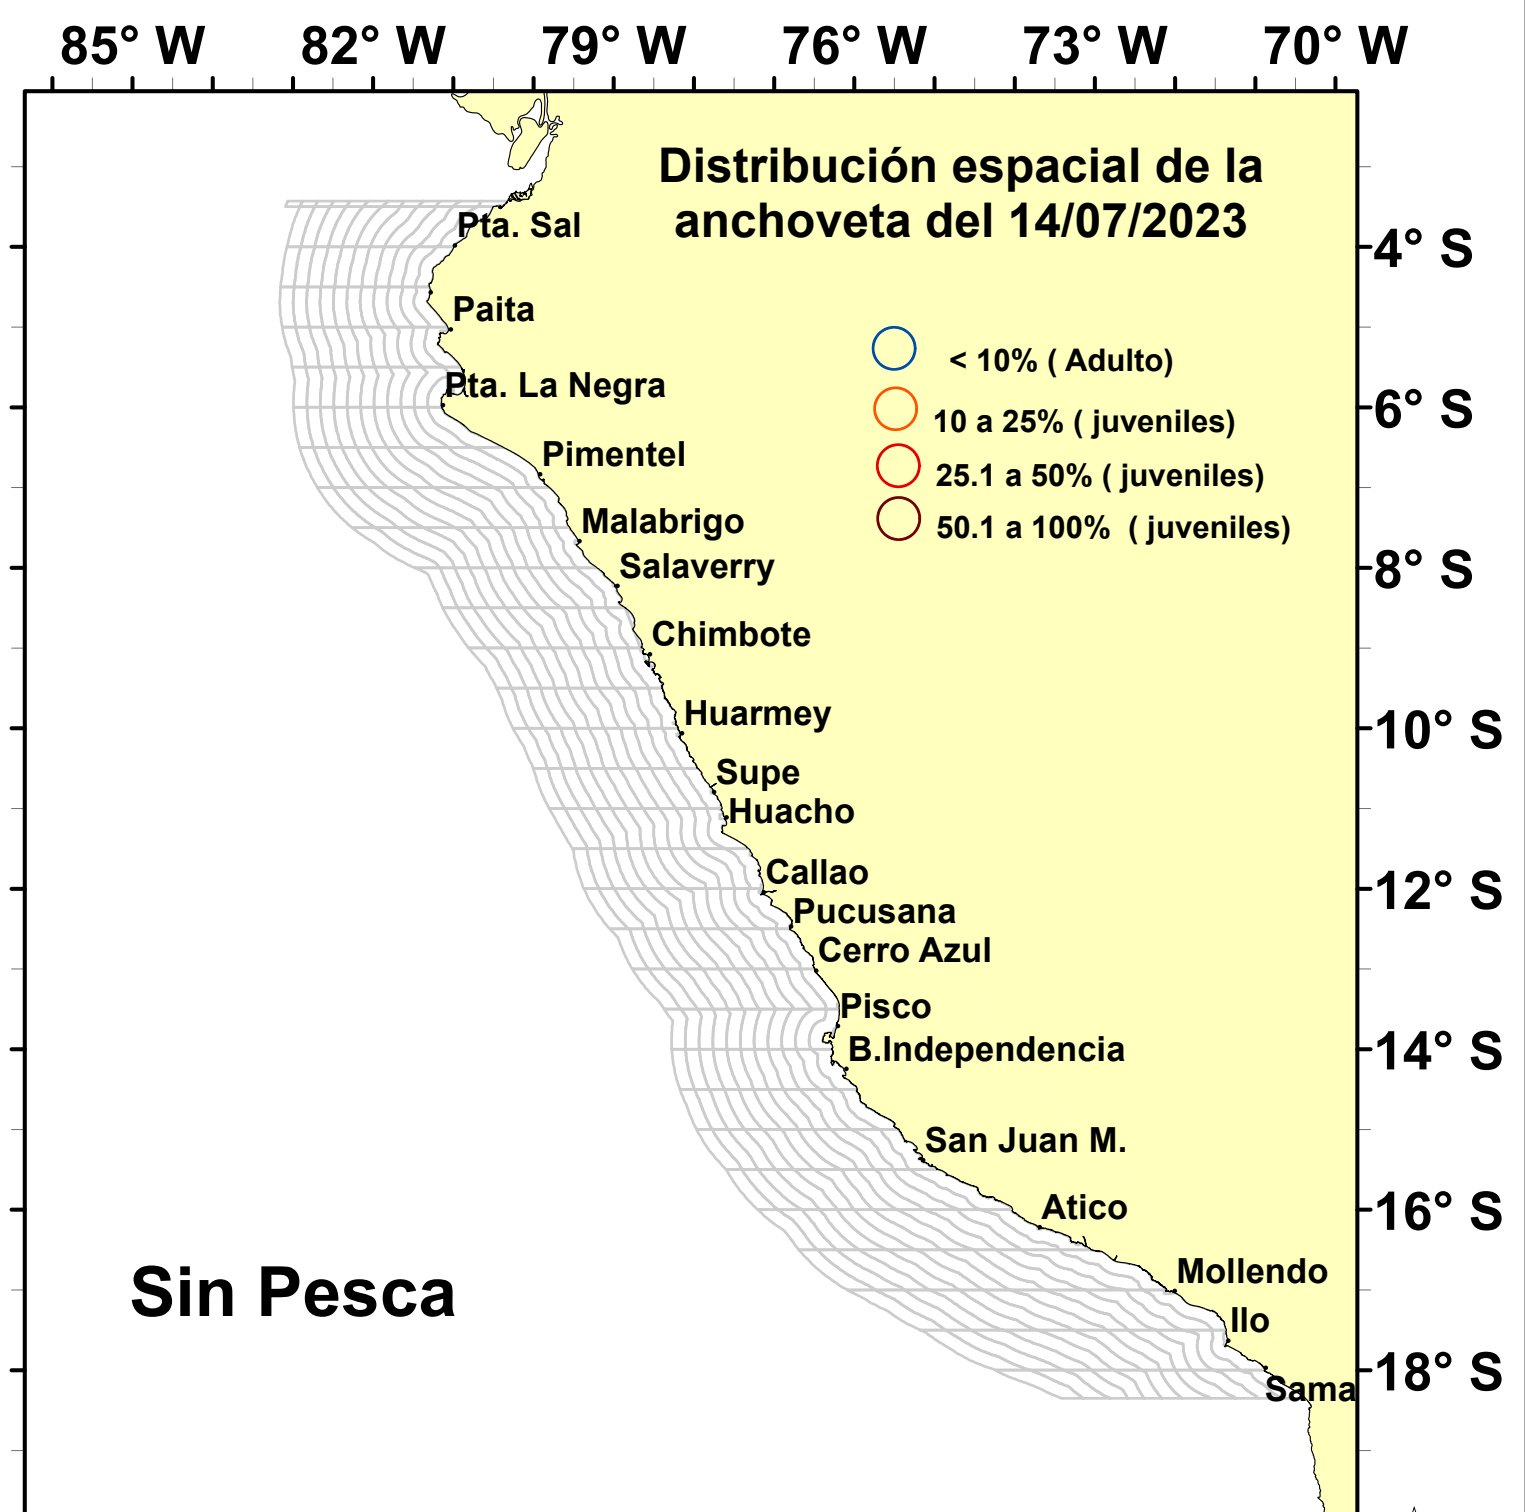 85° W 82° W 79° W 76° W 73° W 70° W
Distribución espacial de la
anchoveta del 14/07/2023
Pta. Sal
4° S
Paita
< 10% ( Adulto)
Pta. La Negra
6° S
10 a 25% ( juveniles)
Pimentel
25.1 a 50% ( juveniles)
Malabrigo
50.1 a 100% ( juveniles)
Salaverry
8° S
Chimbote
Huarmey
10° S
Supe
Huacho
Callao
12° S
Pucusana
Cerro Azul
Pisco
B.Independencia
14° S
San Juan M.
Atico
16° S
Mollendo
Sin Pesca
Ilo
18° S
Sama